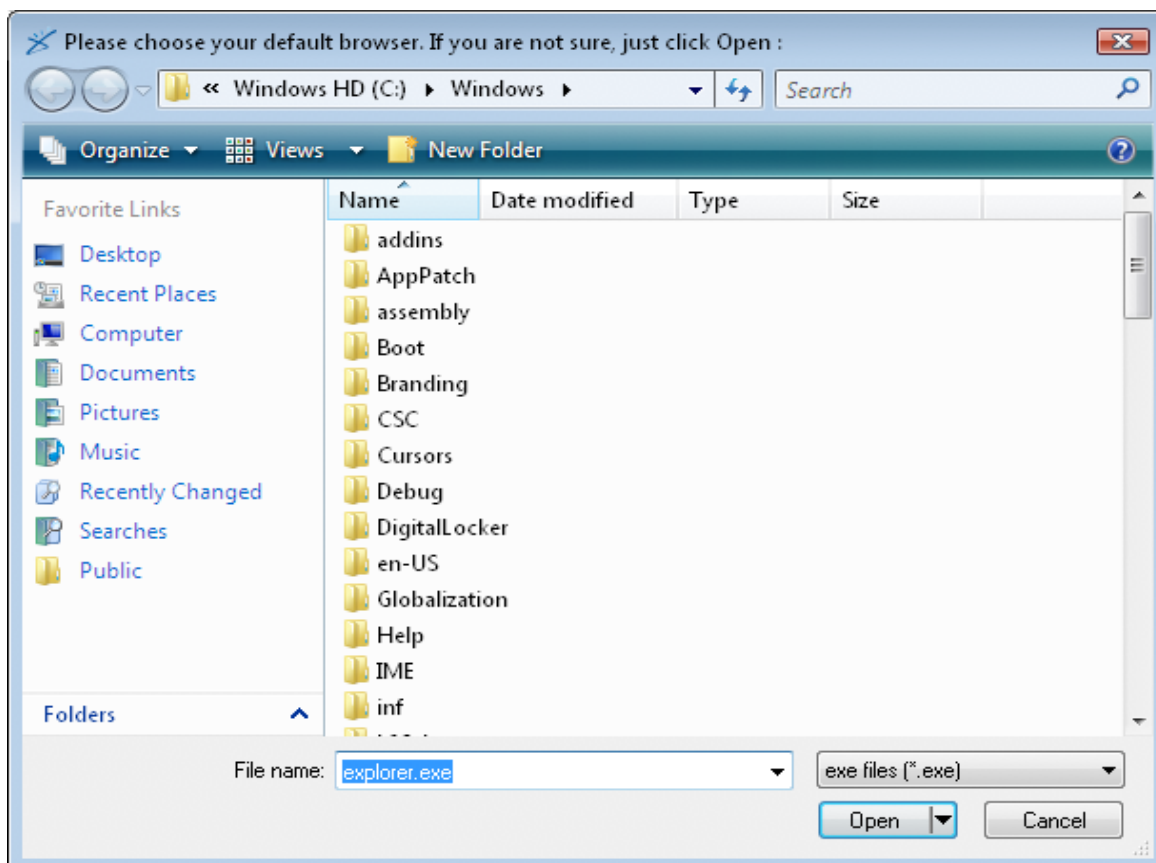 Please choose your default browser. If you are not sure, just click Open :
« Windows HD (C:) Windows Search
Organize Views New Folder
Favorite Links
Desktop
Recent Places
Computer
Documents
Pictures
Music
Recently Changed
Searches
Public
Folders
Name Date modified Type Size
addins
AppPatch
assembly
Boot
Branding
CSC
Cursors
Debug
DigitalLocker
en-US
Globalization
Help
IME
inf
File name: explorer.exe exe files (*.exe)
Open Cancel